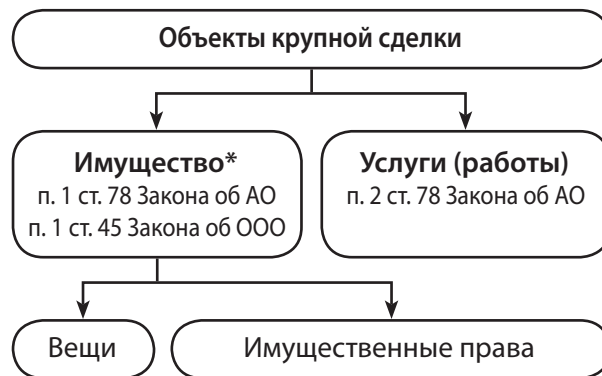 Объекты крупной сделки
Имущество*
п. 1 ст. 78 Закона об АО
п. 1 ст. 45 Закона об ООО
Услуги (работы)
п. 2 ст. 78 Закона об АО
Вещи
Имущественные права